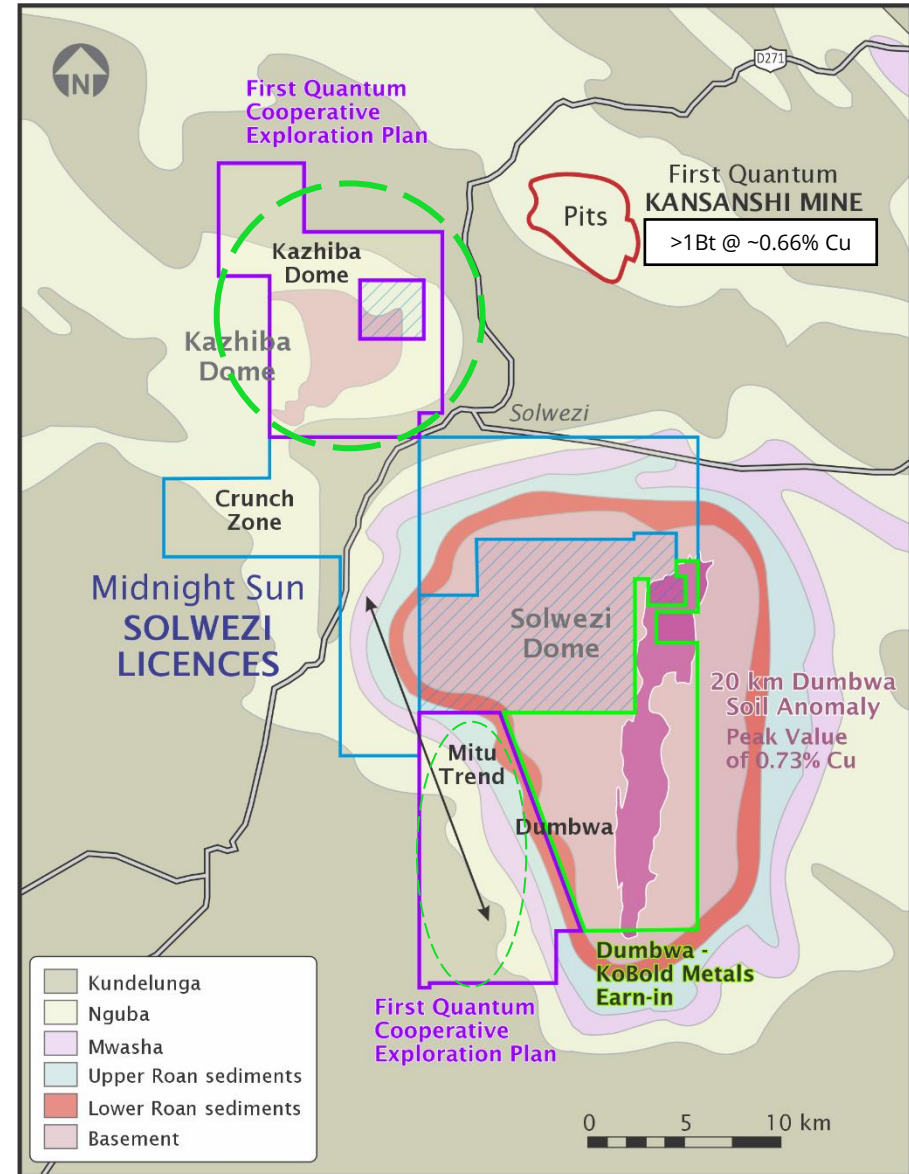 N
D271
First Quantum
Cooperative
Exploration Plan
First Quantum
KANSANSHI MINE
>1Bt @ ~0.66% Cu
Pits
Kazhiba
Dome
Kazhiba
Dome
Solwezi
Crunch
Zone
Midnight Sun
SOLWEZI
LICENCES
Solwezi
Dome
20 km Dumbwa
Soil Anomaly
Peak Value
of 0.73% Cu
Mitu
Trend
Dumbwa
Dumbwa -
KoBold Metals
Earn-in
First Quantum
Cooperative
Exploration Plan
Kundelunga
Nguba
Mwasha
Upper Roan sediments
Lower Roan sediments
Basement
0 5 10 km